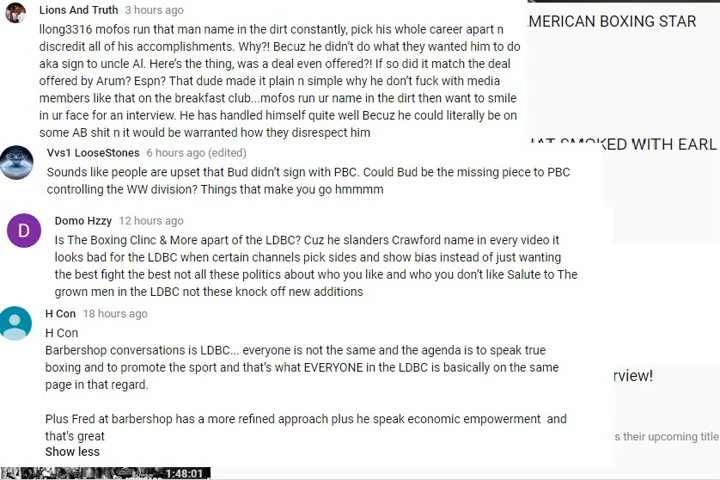 Lions And Truth 3 hours ago
llong3316 mofos run that man name in the dirt constantly, pick his whole career apart n
discredit all of his accomplishments. Why?! Becuz he didn't do what they wanted him to do
aka sign to uncle Al. Here's the thing, was a deal even offered?! If so did it match the deal
offered by Arum? Espn? That dude made it plain n simple why he don't fuck with media
members like that on the breakfast club...mofos run ur name in the dirt then want to smile
in ur face for an interview. He has handled himself quite well Becuz he could literally be on
some AB shit n it would be warranted how they disrespect him
MERICAN BOXING STAR
SMOKED WITH EARL
Vvs1 LooseStones 6 hours ago (edited)
Sounds like people are upset that Bud didn't sign with PBC. Could Bud be the missing piece to PBC
controlling the WW division? Things that make you go hmmmm
D
Domo Hzzy 12 hours ago
Is The Boxing Clinc & More apart of the LDBC? Cuz he slanders Crawford name in every video it
looks bad for the LDBC when certain channels pick sides and show bias instead of just wanting
the best fight the best not all these politics about who you like and who you don't like Salute to The
grown men in the LDBC not these knock off new additions
H Con 18 hours ago
H Con
Barbershop conversations is LDBC... everyone is not the same and the agenda is to speak true
boxing and to promote the sport and that's what EVERYONE in the LDBC is basically on the same
page in that regard.
Plus Fred at barbershop has a more refined approach plus he speak economic empowerment and
that's great
Show less
rview!
s their upcoming title
1:48:01